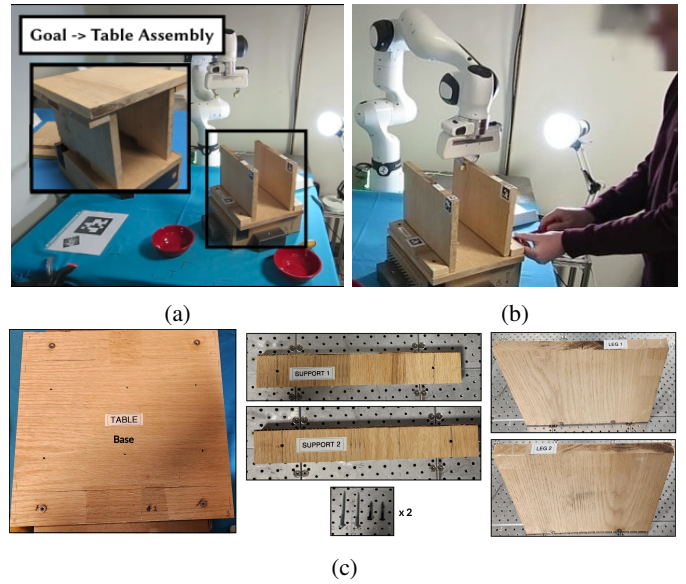 Goal -> Table Assembly
(a)
(b)
TABLE
Base
SUPPORT 1
SUPPORT 2
x 2
LEG 1
LEG 2
(c)